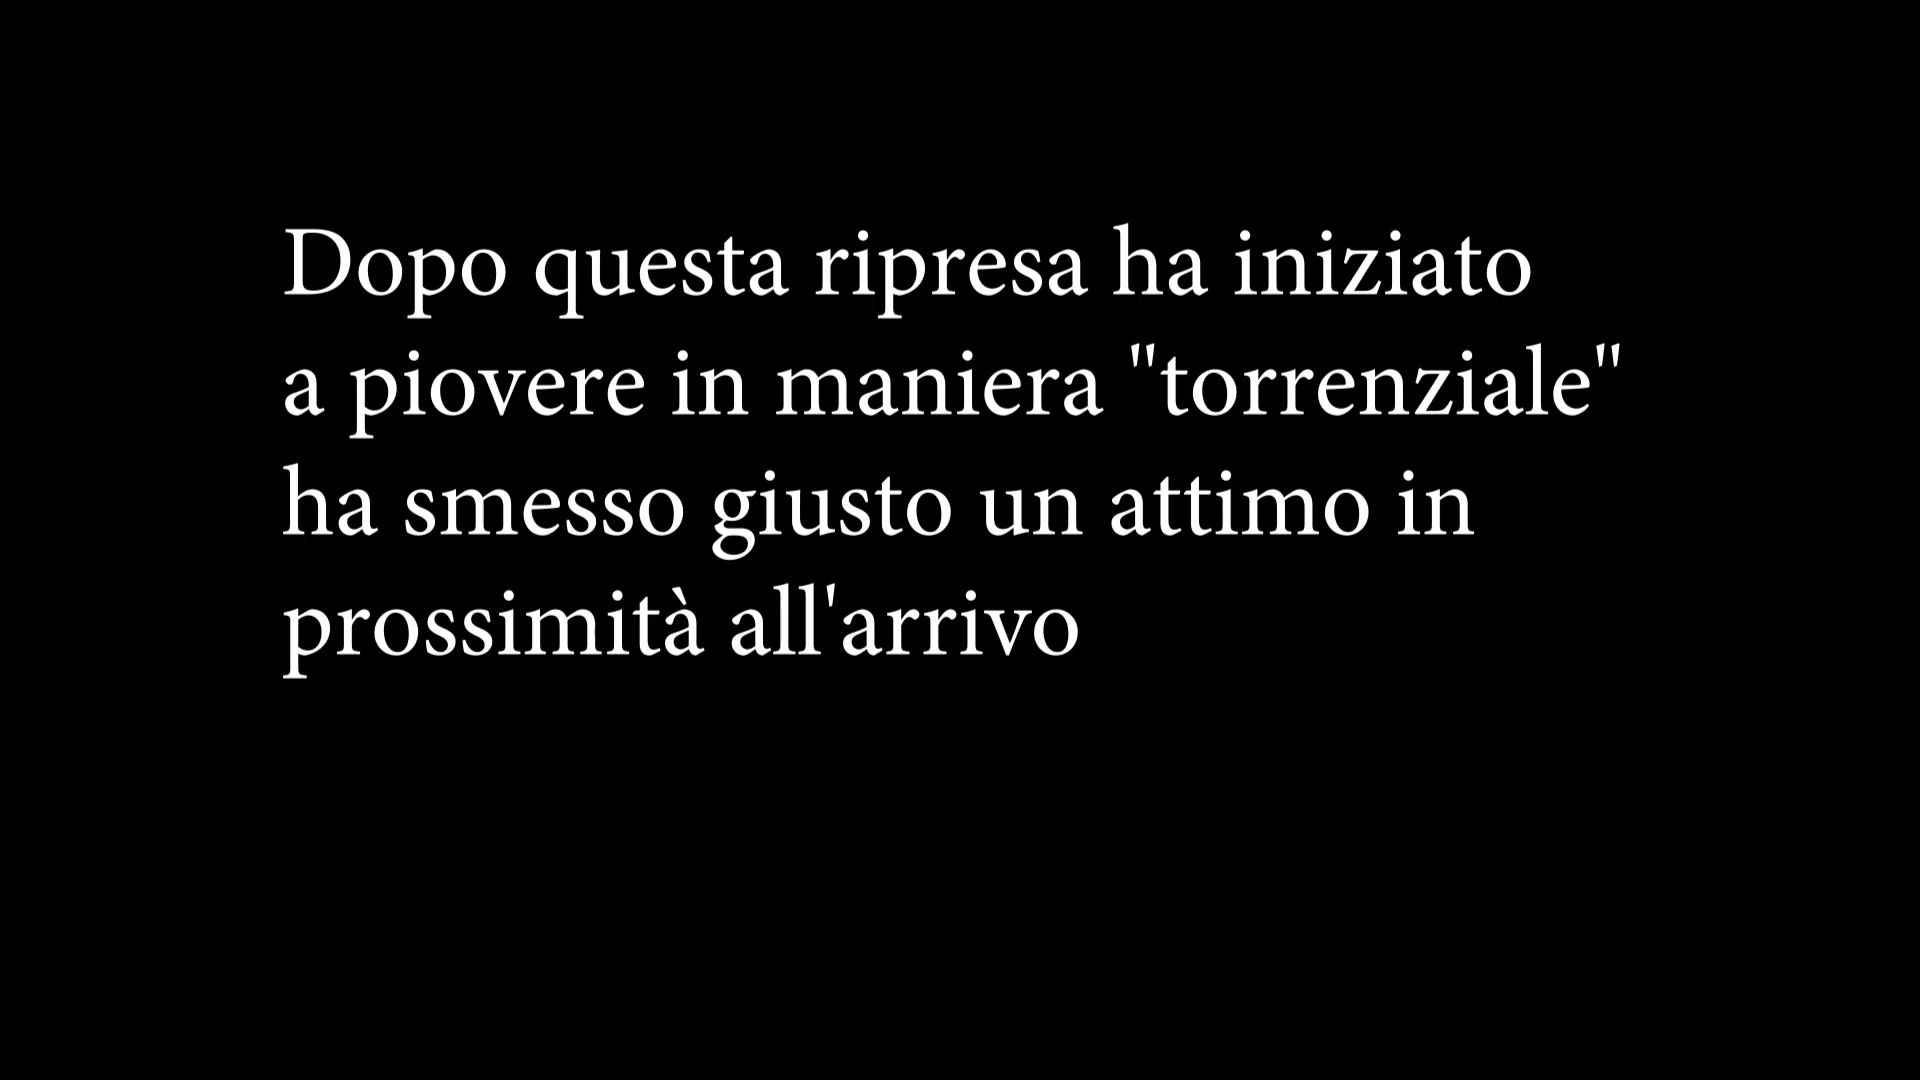 Dopo questa ripresa ha iniziato
a piovere in maniera "torrenziale"
ha smesso giusto un attimo in
prossimità all'arrivo